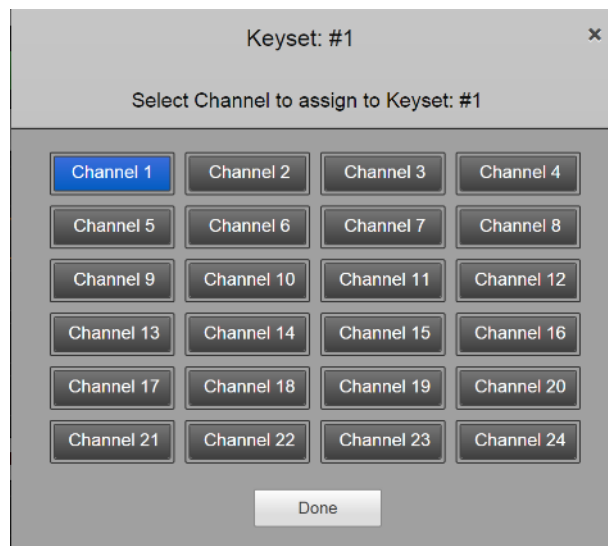 Keyset: #1
×
Select Channel to assign to Keyset: #1
Channel 1 Channel 2 Channel 3 Channel 4
Channel 5 Channel 6 Channel 7 Channel 8
Channel 9 Channel 10 Channel 11 Channel 12
Channel 13 Channel 14 Channel 15 Channel 16
Channel 17 Channel 18 Channel 19 Channel 20
Channel 21 Channel 22 Channel 23 Channel 24
Done